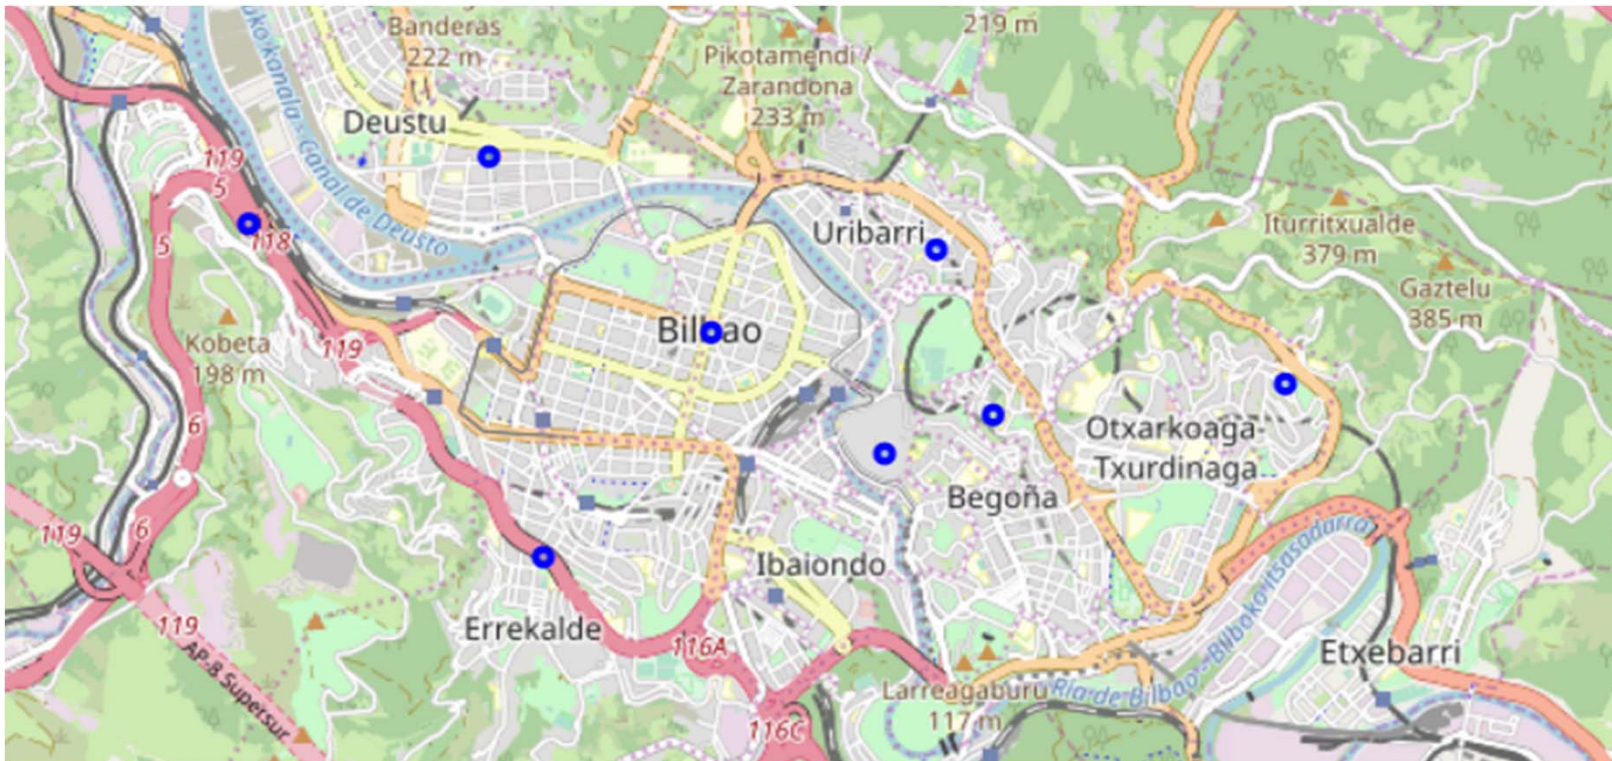 Banderas
222 m
219 m
Pikotamendi /
Zarandona
233 m
Deustu
119
5
Canal de Deusto
118
5
Uribarri
Iturritxualde
379 m
Gaztelu
385 m
Kobeta
198 m
119
Bilbao
6
Otxarkoaga-
Txurdinaga
Begoña
119
6
Ibaiondo
119
AP-8 Supersur
Errekalde
116A
Ría de Bilbao - Bilboko itsasadarra
Etxebarri
Larreagaburu
117 m
116C